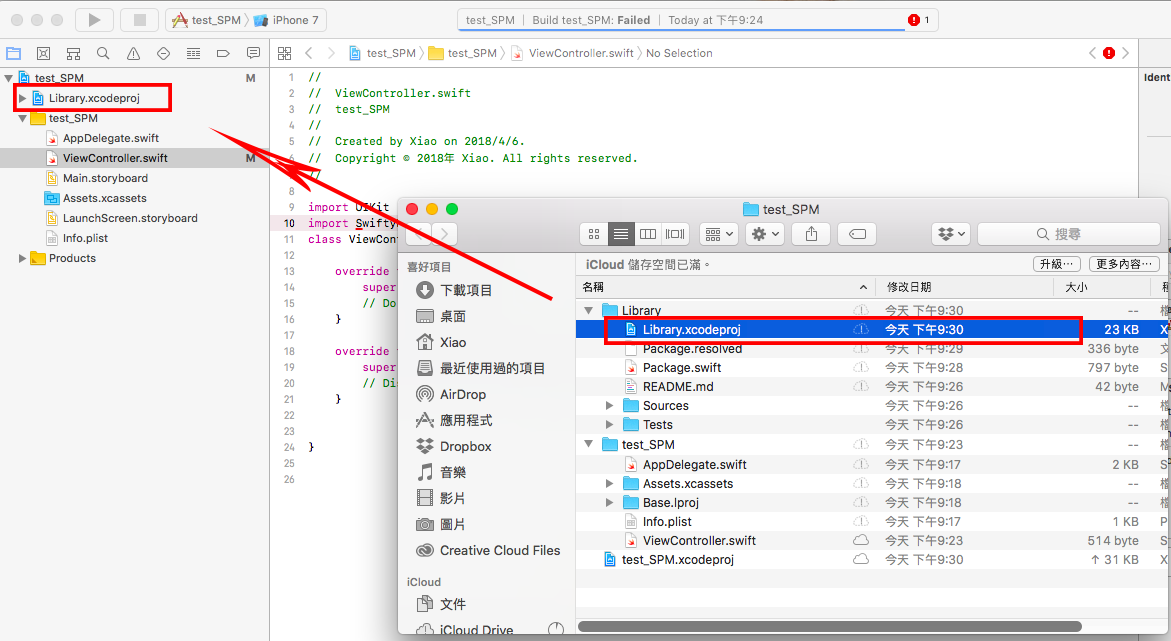 test_SPM
iPhone 7
test_SPM | Build test_SPM: Failed | Today at 下午9:24
1
test_SPM
test_SPM
ViewController.swift
No Selection
test_SPM
M
Library.xcodeproj
test_SPM
AppDelegate.swift
ViewController.swift
M
Main.storyboard
Assets.xcassets
LaunchScreen.storyboard
Info.plist
Products
1 //
2 // ViewController.swift
3 // test_SPM
4 //
5 // Created by Xiao on 2018/4/6.
6 // Copyright © 2018年 Xiao. All rights reserved.
7 //
8
9 import UIKit
10 import Swifty
11 class ViewCont
12
13 override
14 super
15 // Do
16 }
17
18 override
19 super
20 // Di
21 }
22
23
24 }
25
26
Ident
test_SPM
搜尋
喜好項目
下載項目
桌面
Xiao
最近使用過的項目
AirDrop
應用程式
Dropbox
音樂
影片
圖片
Creative Cloud Files
iCloud
文件
iCloud Drive
iCloud 儲存空間已滿。
升級⋯
更多內容⋯
名稱 修改日期 大小
Library 今天 下午9:30 --
Library.xcodeproj 今天 下午9:30 23 KB X
Package.resolved 今天 下午9:29 336 byte
Package.swift 今天 下午9:28 797 byte S
README.md 今天 下午9:26 42 byte M
Sources 今天 下午9:26 --
Tests 今天 下午9:26 --
test_SPM 今天 下午9:23 --
AppDelegate.swift 今天 下午9:17 2 KB S
Assets.xcassets 今天 下午9:18 --
Base.lproj 今天 下午9:18 --
Info.plist 今天 下午9:17 1 KB P
ViewController.swift 今天 下午9:23 514 byte S
test_SPM.xcodeproj 今天 下午9:30 ↑ 31 KB X